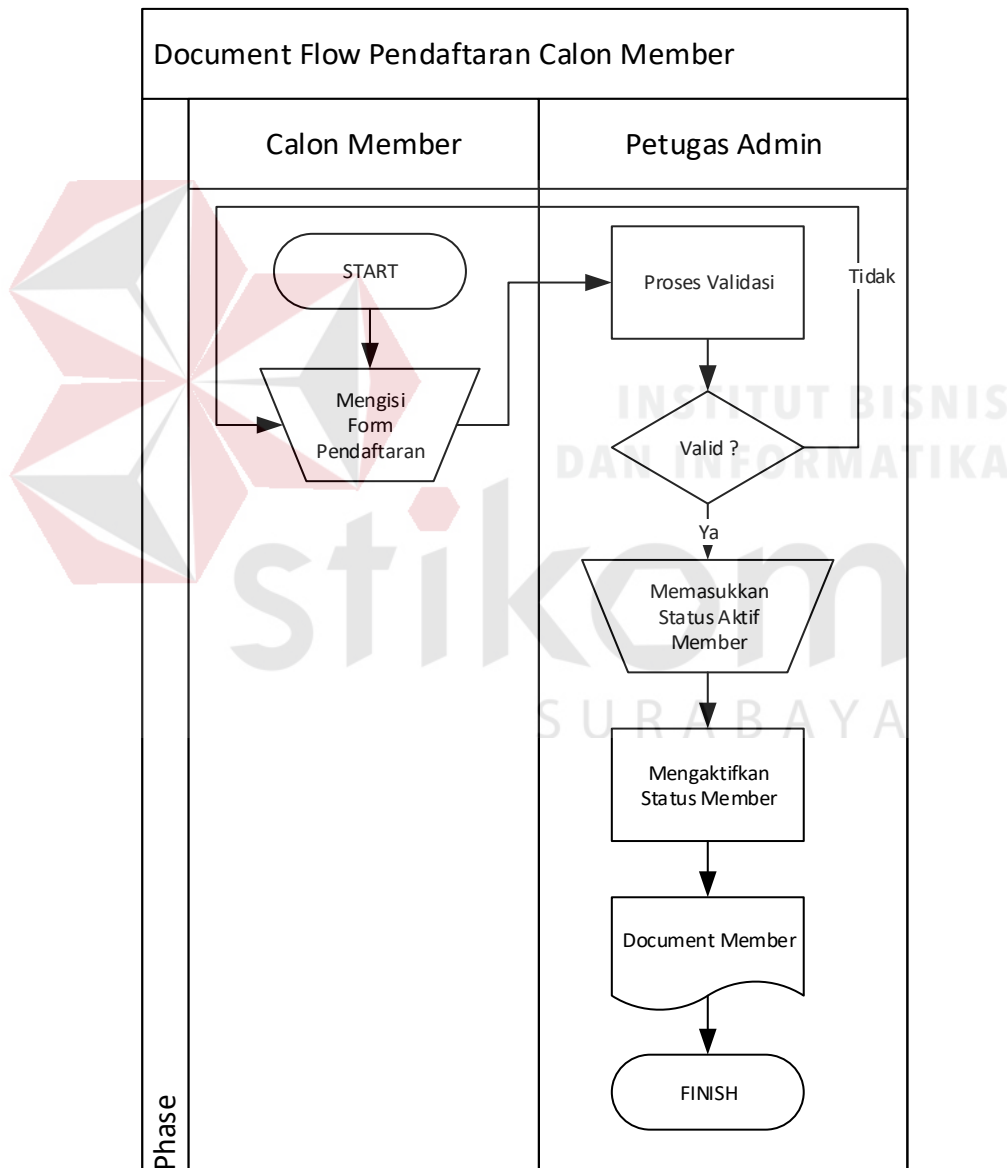 Document Flow Pendaftaran Calon Member
Calon Member
Petugas Admin
START
Proses Validasi
Tidak
Mengisi
Form
Pendaftaran
Valid ?
Ya
Memasukkan
Status Aktif
Member
Mengaktifkan
Status Member
Document Member
FINISH
Phase
INSTITUT BISNIS
DAN INFORMATIKA
stikom
SURABAYA